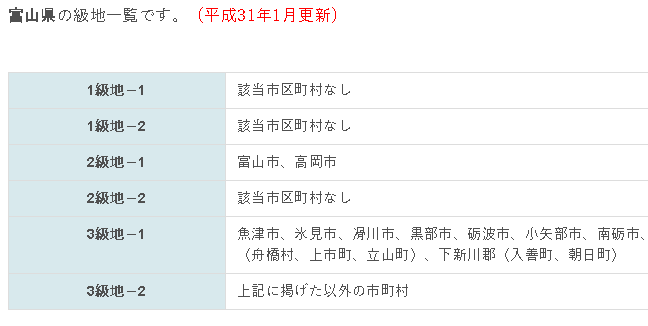 富山県の級地一覧です。（平成31年1月更新）
1級地－1 該当市区町村なし
1級地－2 該当市区町村なし
2級地－1 富山市、高岡市
2級地－2 該当市区町村なし
3級地－1 魚津市、氷見市、滑川市、黒部市、砺波市、小矢部市、南砺市、
（舟橋村、上市町、立山町）、下新川郡（入善町、朝日町）
3級地－2 上記に掲げた以外の市町村